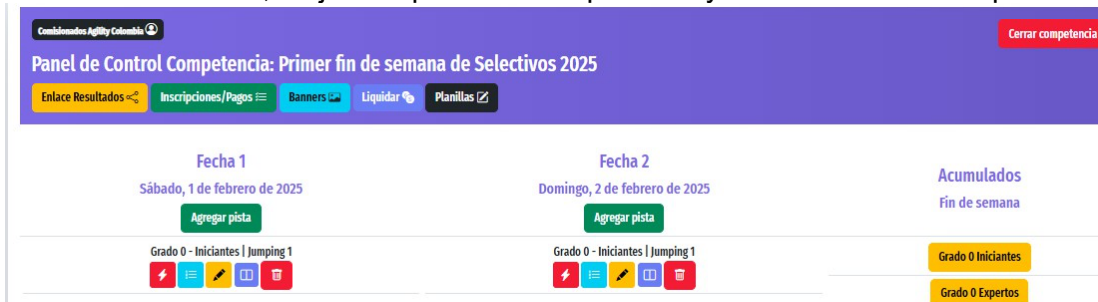 Comisionados Agility Colombia
Cerrar competencia
Panel de Control Competencia: Primer fin de semana de Selectivos 2025
Enlace Resultados
Inscripciones/Pagos
Banners
Liquidar
Planillas
Fecha 1
Sábado, 1 de febrero de 2025
Agregar pista
Grado 0 - Iniciantes | Jumping 1
Fecha 2
Domingo, 2 de febrero de 2025
Agregar pista
Grado 0 - Iniciantes | Jumping 1
Acumulados
Fin de semana
Grado 0 Iniciantes
Grado 0 Expertos